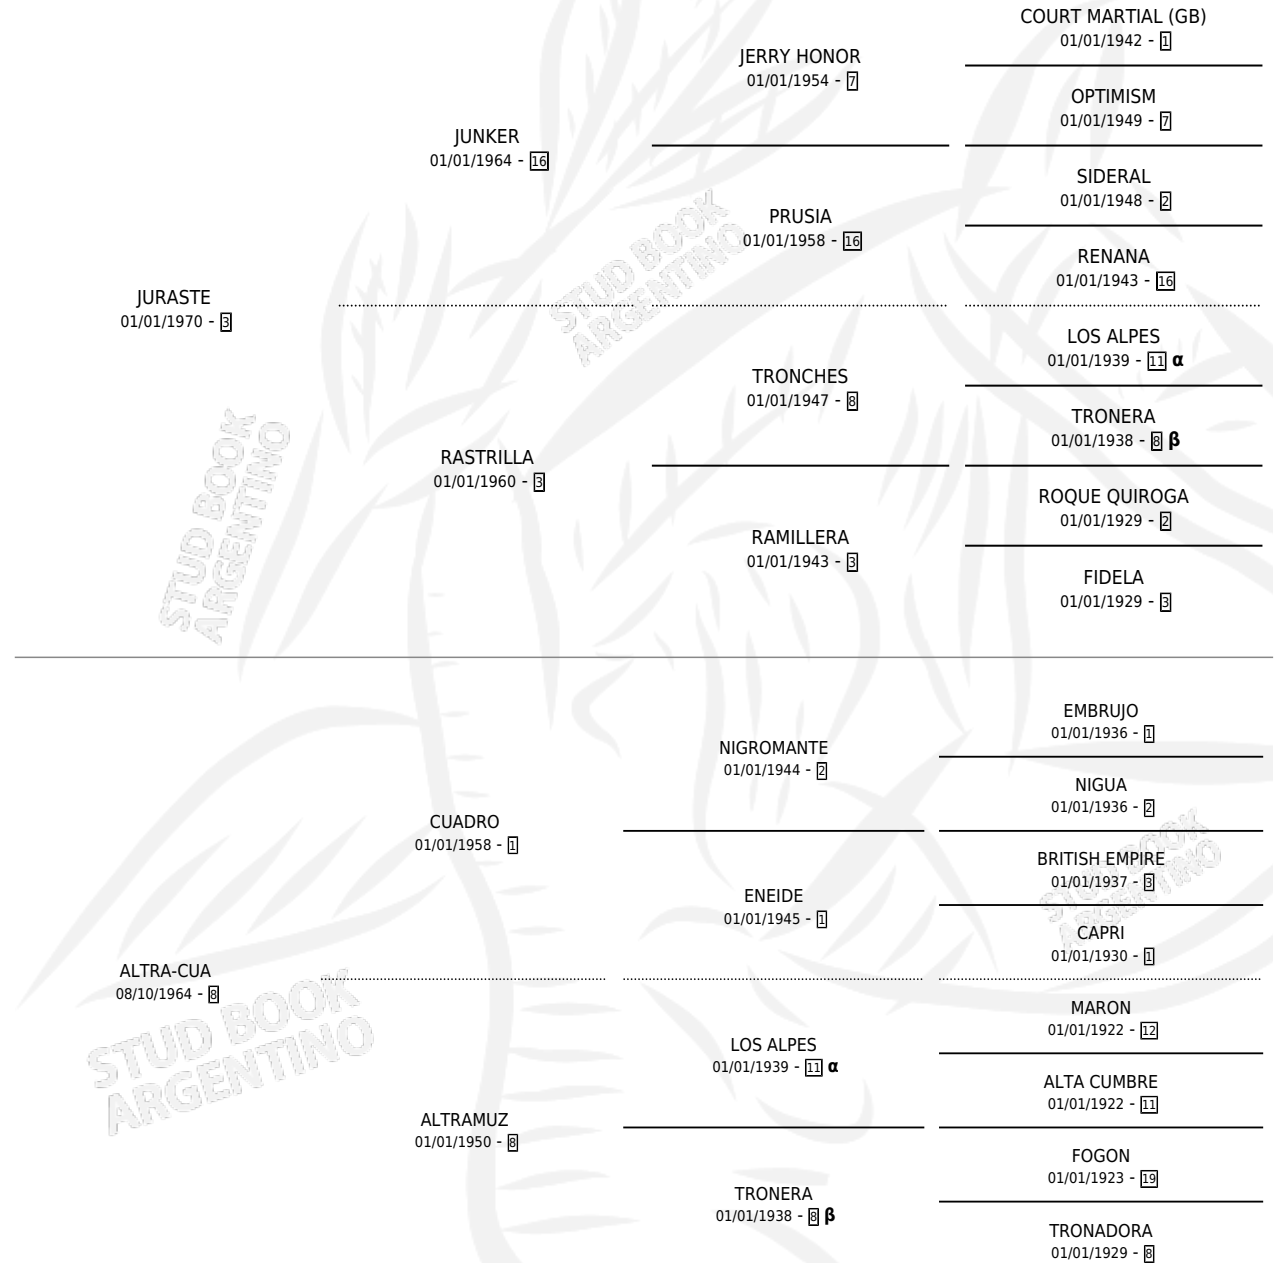 COURT MARTIAL (GB)
01/01/1942 - 1
JERRY HONOR
01/01/1954 - 7
OPTIMISM
01/01/1949 - 7
JUNKER
01/01/1964 - 16
SIDERAL
01/01/1948 - 2
PRUSIA
01/01/1958 - 16
RENANA
01/01/1943 - 16
JURASTE
01/01/1970 - 3
LOS ALPES
01/01/1939 - 11 α
TRONCHES
01/01/1947 - 8
TRONERA
01/01/1938 - 8 β
RASTRILLA
01/01/1960 - 3
ROQUE QUIROGA
01/01/1929 - 2
RAMILLERA
01/01/1943 - 3
FIDELA
01/01/1929 - 3
EMBRUJO
01/01/1936 - 1
NIGROMANTE
01/01/1944 - 2
NIGUA
01/01/1936 - 2
CUADRO
01/01/1958 - 1
BRITISH EMPIRE
01/01/1937 - 3
ENEIDE
01/01/1945 - 1
CAPRI
01/01/1930 - 1
ALTRA-CUA
08/10/1964 - 8
MARON
01/01/1922 - 12
LOS ALPES
01/01/1939 - 11 α
ALTA CUMBRE
01/01/1922 - 11
ALTRAMUZ
01/01/1950 - 8
FOGON
01/01/1923 - 19
TRONERA
01/01/1938 - 8 β
TRONADORA
01/01/1929 - 8
STUD BOOK
ARGENTINO
STUD BOOK
ARGENTINO
STUD BOOK
ARGENTINO
STUD BOOK
ARGENTINO